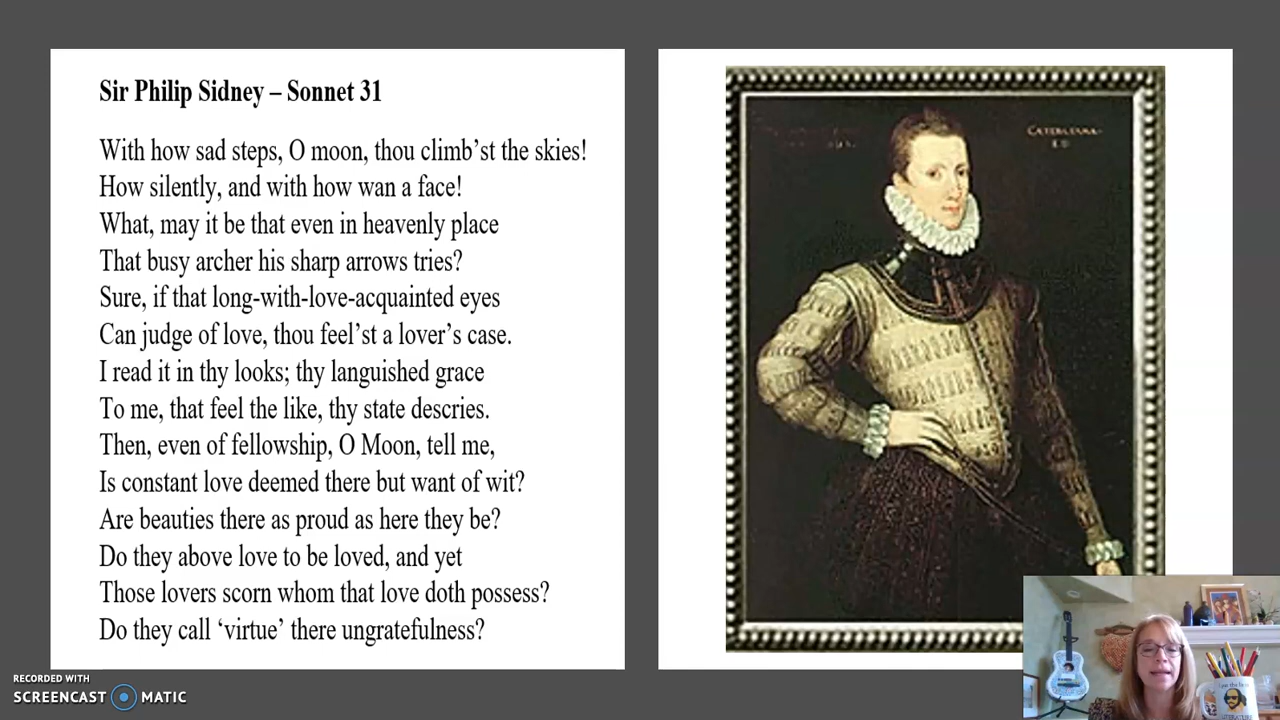 Sir Philip Sidney – Sonnet 31
With how sad steps, O moon, thou climb’st the skies!
How silently, and with how wan a face!
What, may it be that even in heavenly place
That busy archer his sharp arrows tries?
Sure, if that long-with-love-acquainted eyes
Can judge of love, thou feel’st a lover’s case.
I read it in thy looks; thy languished grace
To me, that feel the like, thy state descries.
Then, even of fellowship, O Moon, tell me,
Is constant love deemed there but want of wit?
Are beauties there as proud as here they be?
Do they above love to be loved, and yet
Those lovers scorn whom that love doth possess?
Do they call ‘virtue’ there ungratefulness?
RECORDED WITH
SCREENCAST MATIC